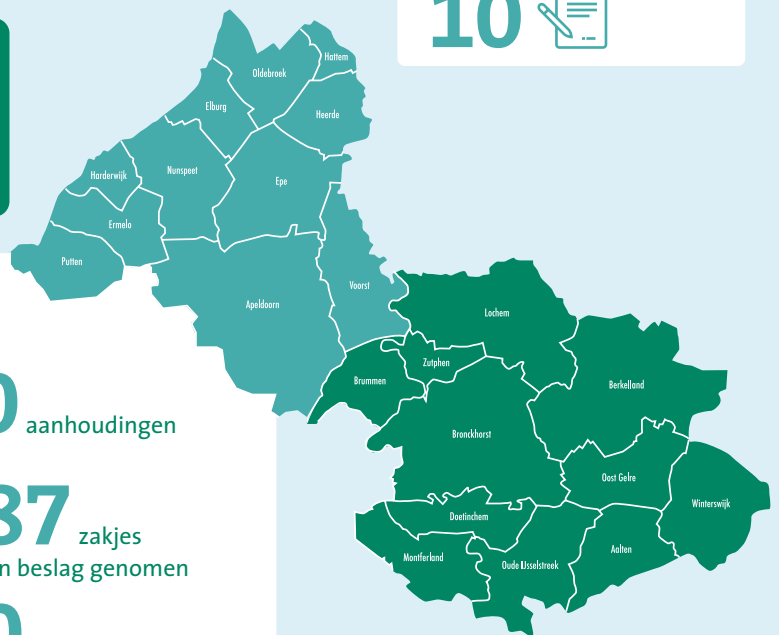 10
Hattem
Oldebroek
Elburg
Heerde
Nunspeet
Harderwijk
Epe
Ermelo
Putten
Voorst
Apeldoorn
Lochem
Zutphen
Brummen
Berkelland
Bronckhorst
Oost Gelre
Winterswijk
Doetinchem
Montferland
Oude IJsselstreek
Aalten
aanhoudingen
87 zakjes
beslag genomen